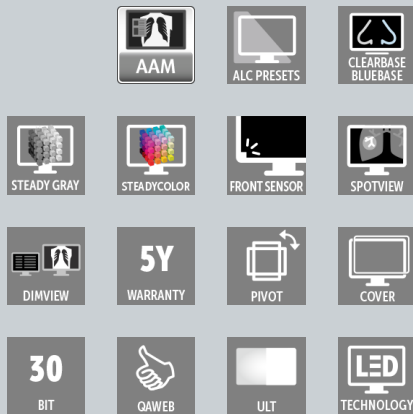 AAM
ALC PRESETS
CLEARBASE
BLUEBASE
STEADY GRAY
STEADYCOLOR
FRONT SENSOR
SPOTVIEW
DIMVIEW
5Y
WARRANTY
PIVOT
COVER
30
BIT
QAWEB
ULT
LED
TECHNOLOGY